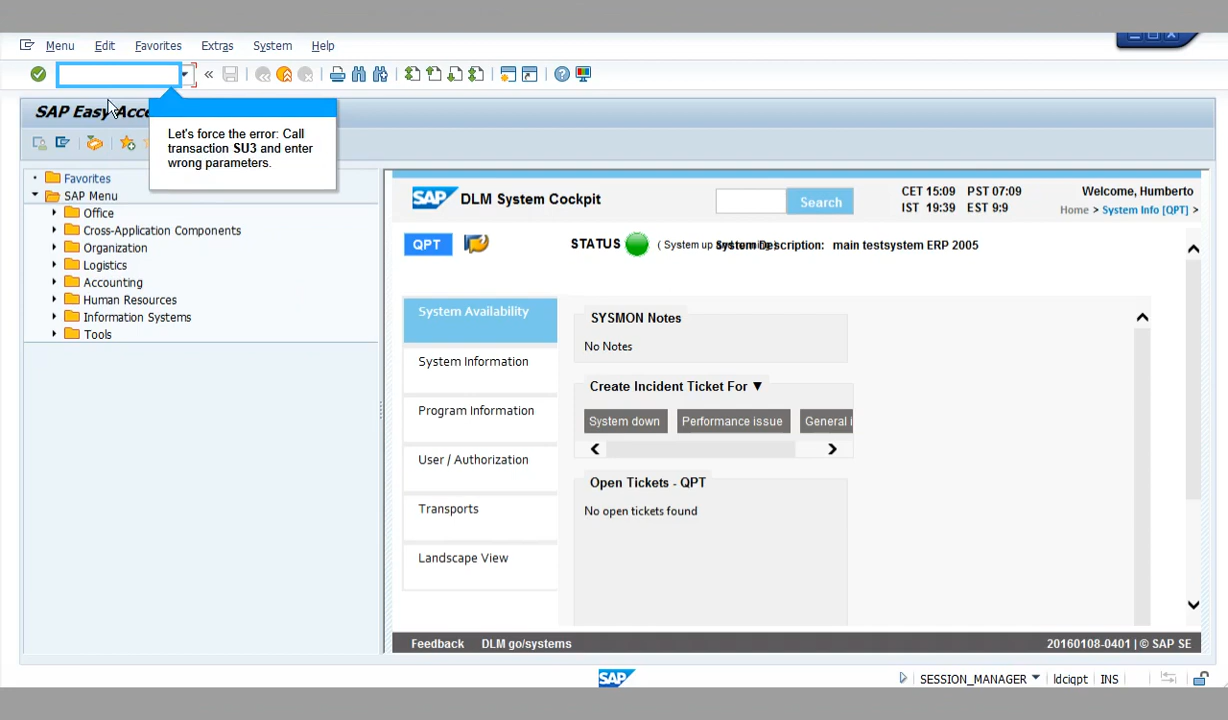 Menu Edit Favorites Extras System Help
SAP Easy Acce
Let's force the error: Call
transaction SU3 and enter
wrong parameters.
Favorites
SAP Menu
Office
Cross-Application Components
Organization
Logistics
Accounting
Human Resources
Information Systems
Tools
SAP DLM System Cockpit
Search
CET 15:09 PST 07:09
IST 19:39 EST 9:9
Welcome, Humberto
Home > System Info [QPT] >
QPT
STATUS ( System up System Description: main testsystem ERP 2005
System Availability
System Information
Program Information
User / Authorization
Transports
Landscape View
SYSMON Notes
No Notes
Create Incident Ticket For ▼
System down Performance issue General i
Open Tickets - QPT
No open tickets found
Feedback DLM go/systems 20160108-0401 | © SAP SE
SAP
SESSION_MANAGER ldciqpt INS